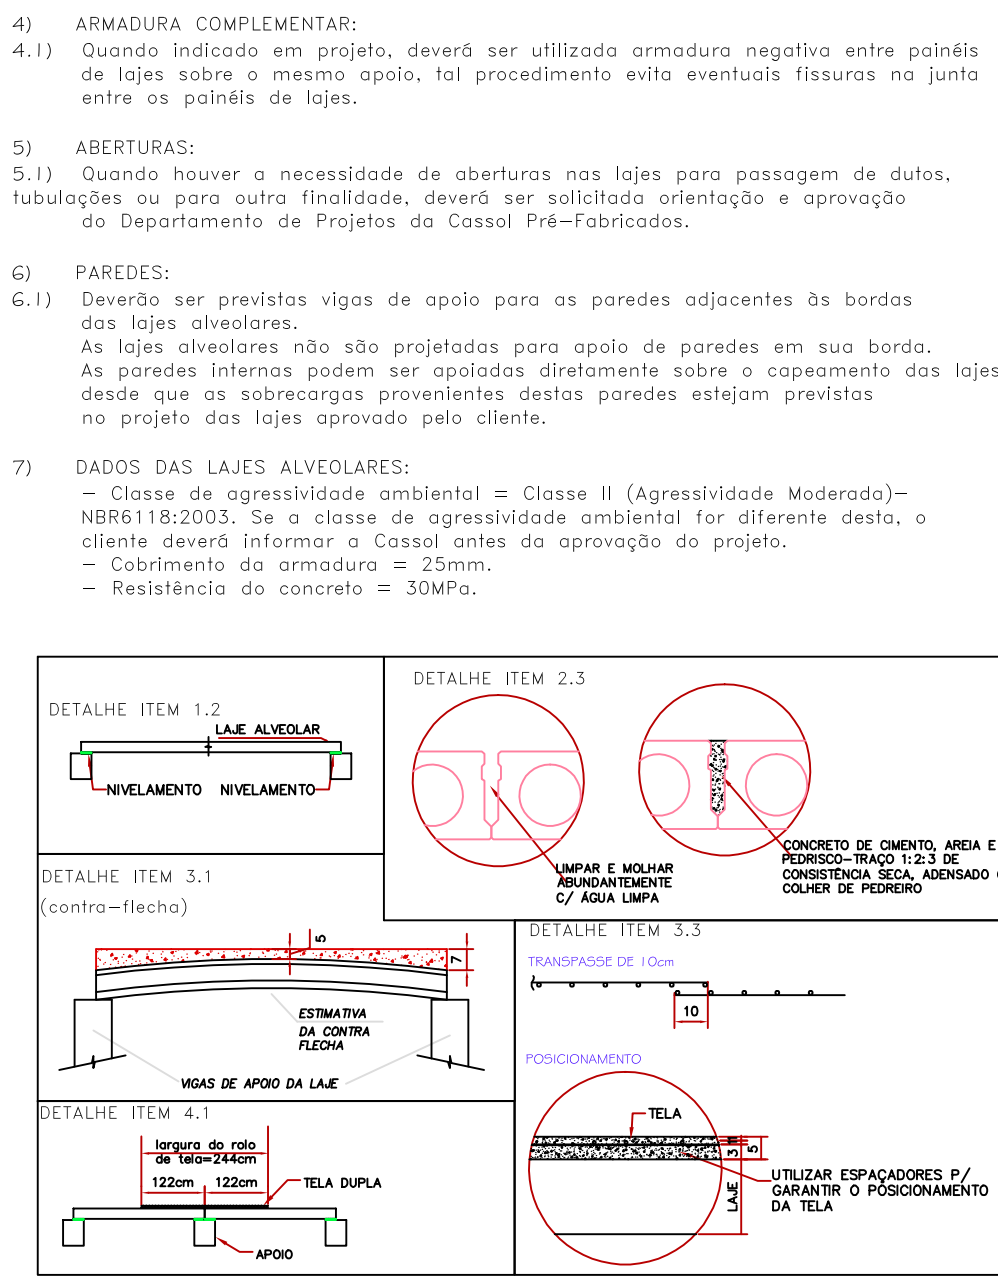 4) ARMADURA COMPLEMENTAR:
4.1) Quando indicado em projeto, deverá ser utilizada armadura negativa entre painéis
de lajes sobre o mesmo apoio, tal procedimento evita eventuais fissuras na junta
entre os painéis de lajes.
5) ABERTURAS:
5.1) Quando houver a necessidade de aberturas nas lajes para passagem de dutos,
tubulações ou para outra finalidade, deverá ser solicitada orientação e aprovação
do Departamento de Projetos da Cassol Pré-Fabricados.
6) PAREDES:
6.1) Deverão ser previstas vigas de apoio para as paredes adjacentes às bordas
das lajes alveolares.
As lajes alveolares não são projetadas para apoio de paredes em sua borda.
As paredes internas podem ser apoiadas diretamente sobre o capeamento das lajes
desde que as sobrecargas provenientes destas paredes estejam previstas
no projeto das lajes aprovado pelo cliente.
7) DADOS DAS LAJES ALVEOLARES:
- Classe de agressividade ambiental = Classe II (Agressividade Moderada)-
NBR6118:2003. Se a classe de agressividade ambiental for diferente desta, o
cliente deverá informar a Cassol antes da aprovação do projeto.
- Cobrimento da armadura = 25mm.
- Resistência do concreto = 30MPa.
DETALHE ITEM 1.2
LAJE ALVEOLAR
NIVELAMENTO NIVELAMENTO
DETALHE ITEM 2.3
LIMPAR E MOLHAR
ABUNDANTEMENTE
C/ ÁGUA LIMPA
CONCRETO DE CIMENTO, AREIA E
PEDRISCO-TRAÇO 1:2:3 DE
CONSISTÊNCIA SECA, ADENSADO
COLHER DE PEDREIRO
DETALHE ITEM 3.1
(contra-flecha)
5
7
ESTIMATIVA
DA CONTRA
FLECHA
VIGAS DE APOIO DA LAJE
DETALHE ITEM 3.3
TRANSPASSE DE 10cm
10
POSICIONAMENTO
TELA
3
5
LAJE
UTILIZAR ESPAÇADORES P/
GARANTIR O POSICIONAMENTO
DA TELA
DETALHE ITEM 4.1
largura do rolo
de tela=244cm
122cm 122cm
TELA DUPLA
APOIO